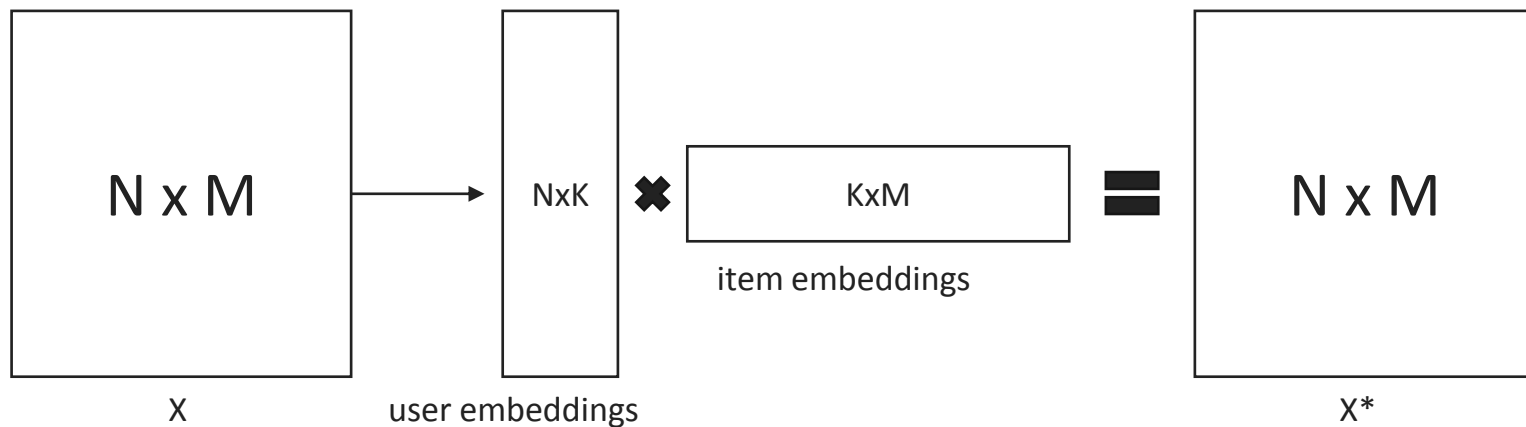 N x M
NxK
KxM
N x M
item embeddings
X
user embeddings
X*